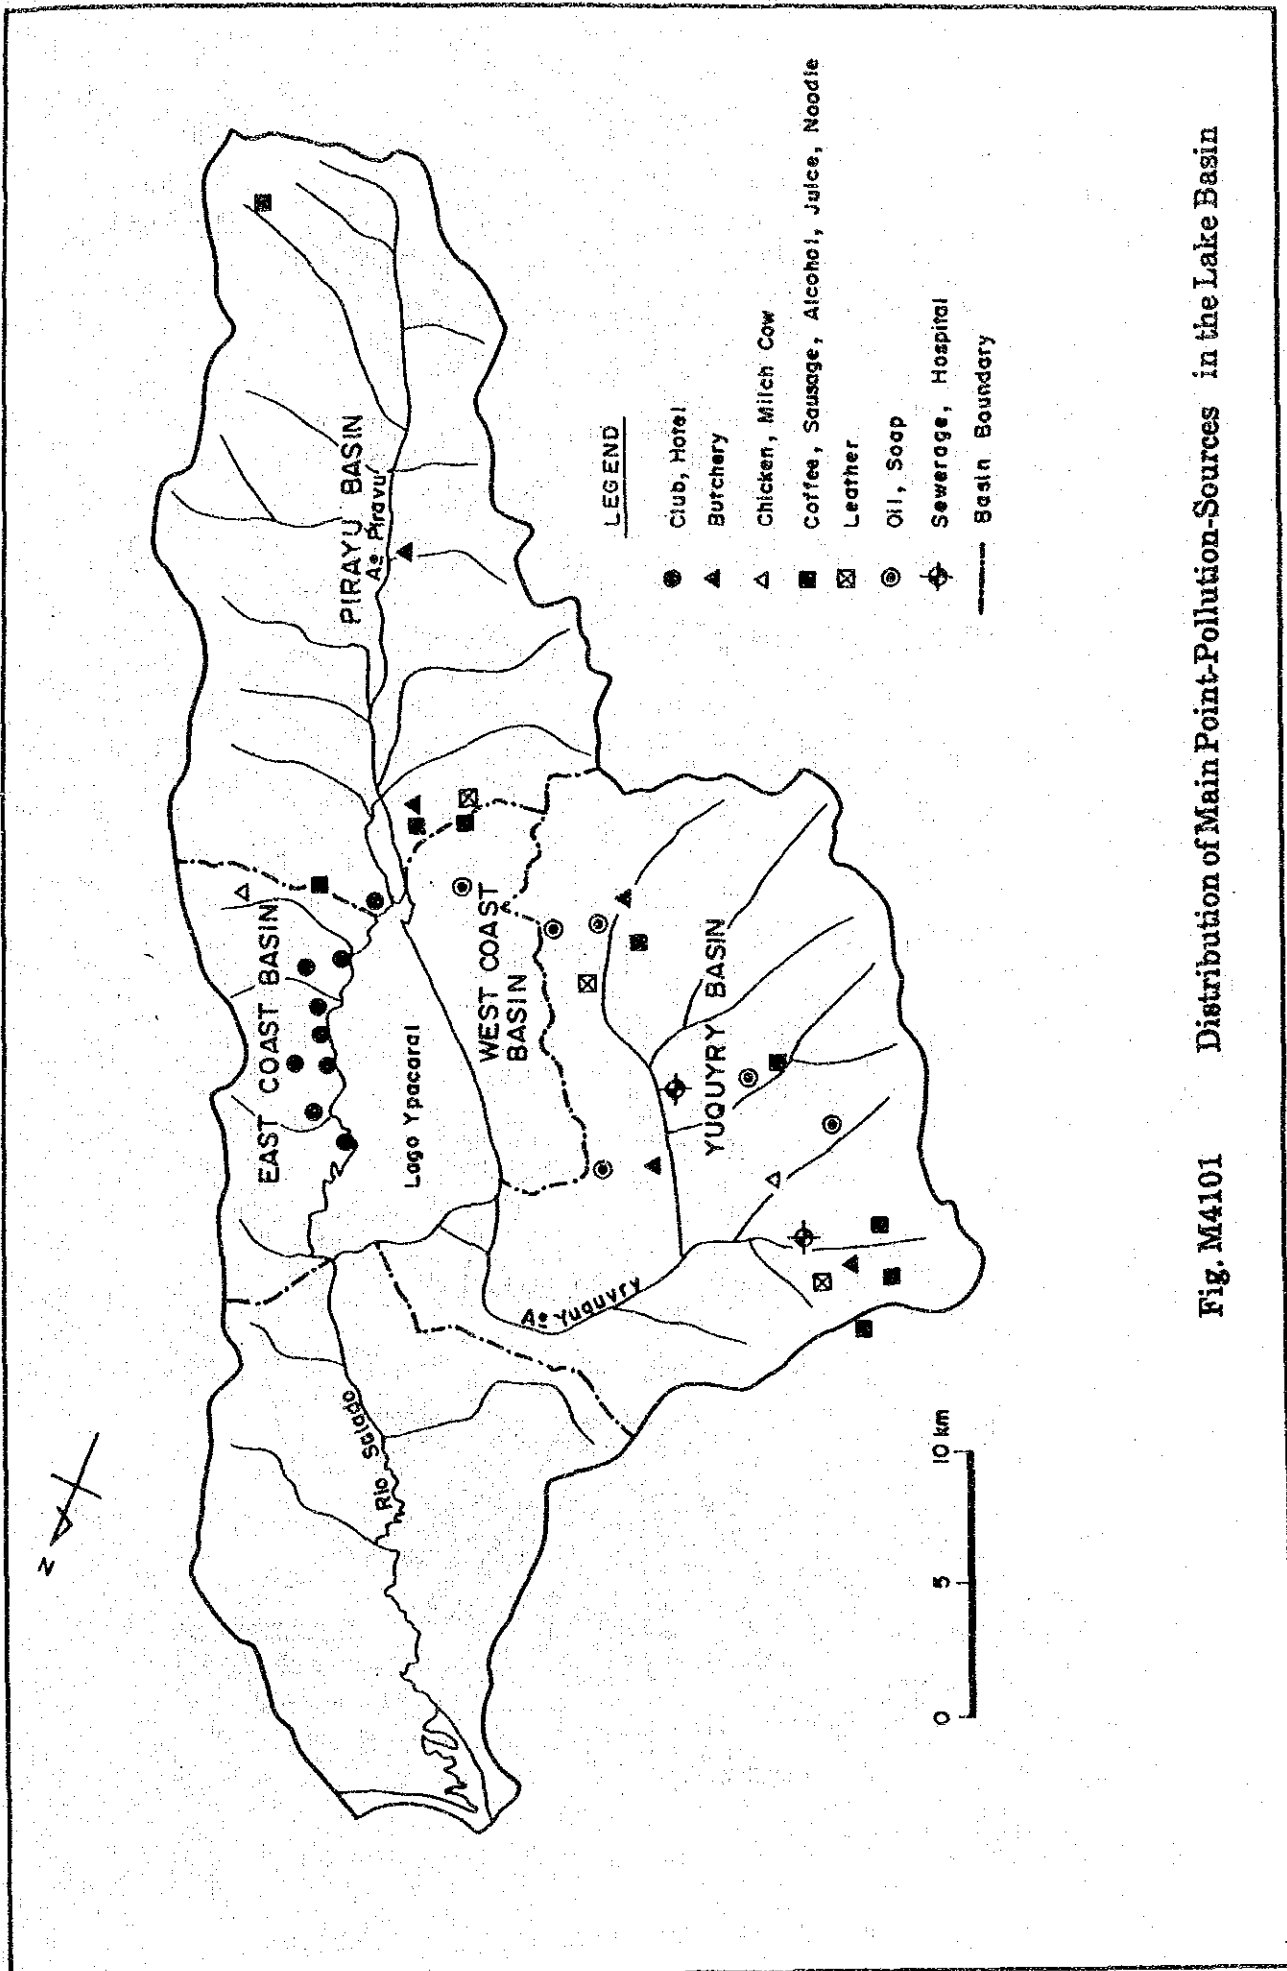 PIRAYU BASIN
Aº Pirayu
EAST COAST BASIN
Lago Ypacarai
WEST COAST
BASIN
YUQUYRY BASIN
Aº Yuquyry
Rio Salado
N
0
5
10 km
LEGEND
Club, Hotel
Butchery
Chicken, Milch Cow
Coffee, Sausage, Alcohol, Juice, Noodle
Leather
Oil, Soap
Sewerage, Hospital
Basin Boundary
Fig. M4101 Distribution of Main Point-Pollution-Sources in the Lake Basin